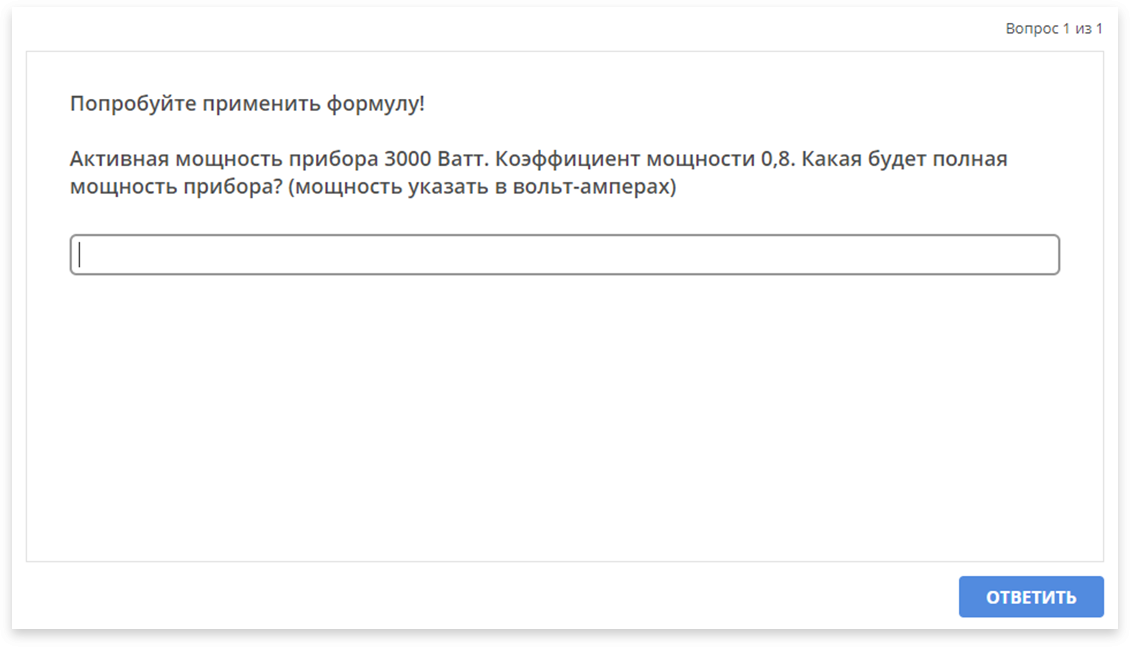 Вопрос 1 из 1
Попробуйте применить формулу!
Активная мощность прибора 3000 Ватт. Коэффициент мощности 0,8. Какая будет полная
мощность прибора? (мощность указать в вольт-амперах)
ОТВЕТИТЬ